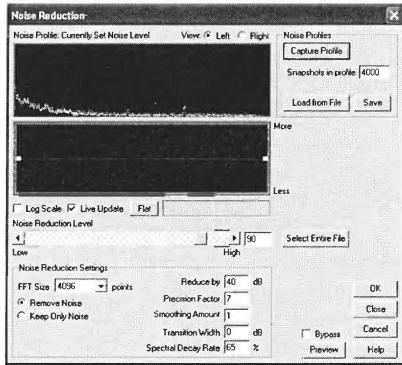 Noise Reduction
Noise Profile: Currently Set Noise Level View: Left Right
Noise Profiles
Capture Profile
Snapshots in profile 4000
Load from File Save
More
Less
Log Scale Live Update Flat
Noise Reduction Level
90 Select Entire File
Low High
Noise Reduction Settings
FFT Size 4096 points
Remove Noise
Keep Only Noise
Reduce by 40 dB
Precision Factor 7
Smoothing Amount 1
Transition Width 0 dB
Spectral Decay Rate 65 %
Bypass
Preview
OK
Close
Cancel
Help